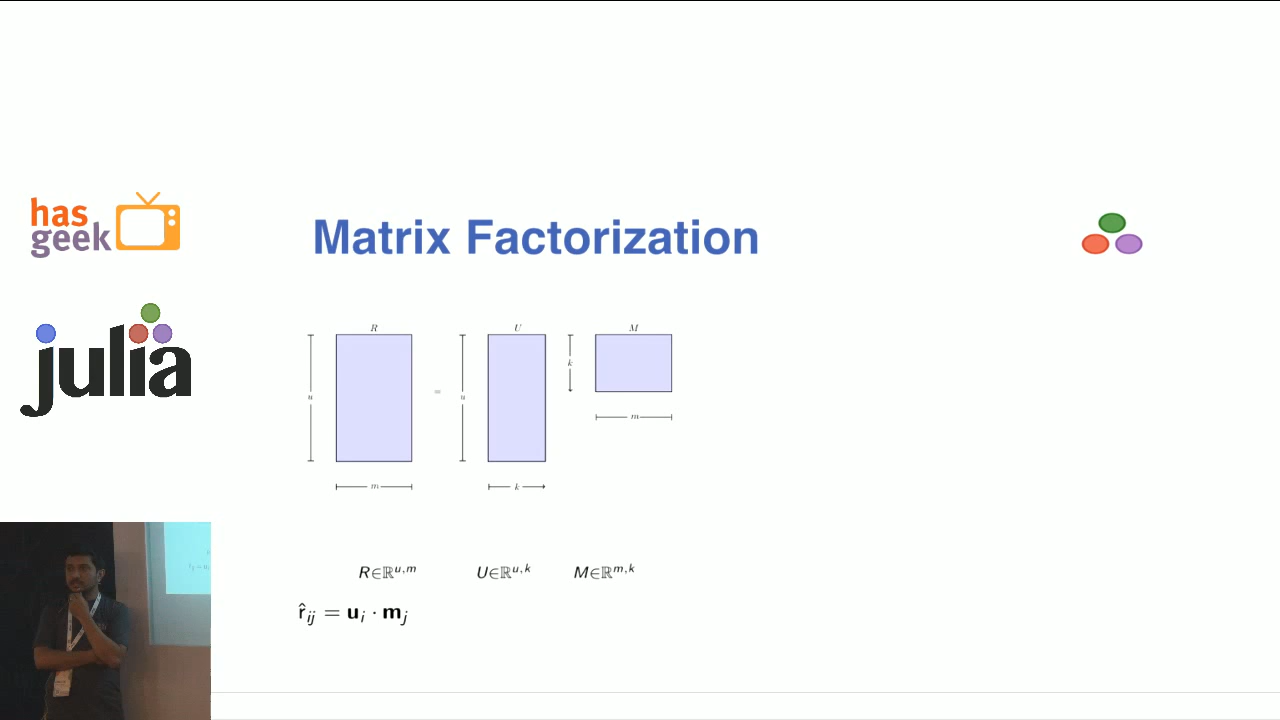 has
geek
julia
Matrix Factorization
R
U
M
u
=
u
k
m
m
k
R∈ℝ^{u,m}
U∈ℝ^{u,k}
M∈ℝ^{m,k}
r̂_{ij} = u_i · m_j